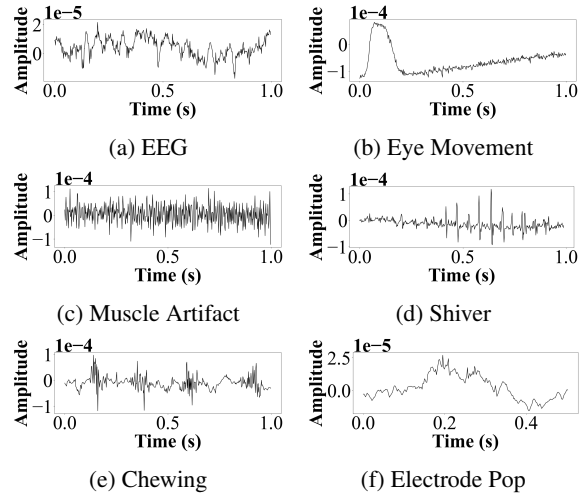 1e−5
2
0
Amplitude
0.0 0.5 1.0
Time (s)
(a) EEG
1e−4
0
−1
Amplitude
0.0 0.5 1.0
Time (s)
(b) Eye Movement
1e−4
1
0
−1
Amplitude
0.0 0.5 1.0
Time (s)
(c) Muscle Artifact
1e−4
1
0
−1
Amplitude
0.0 0.5 1.0
Time (s)
(d) Shiver
1e−4
1
0
−1
Amplitude
0.0 0.5 1.0
Time (s)
(e) Chewing
1e−5
2.5
0.0
Amplitude
0.0 0.2 0.4
Time (s)
(f) Electrode Pop